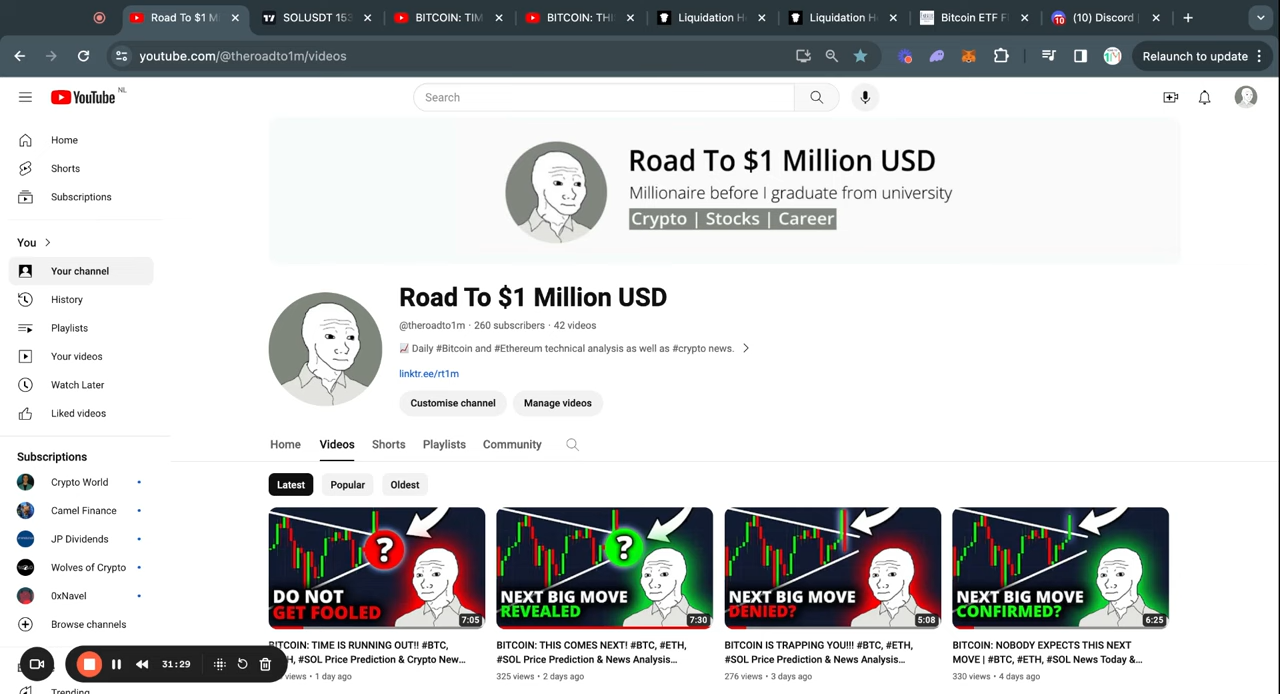 Road To $1 M
SOLUSDT 153
BITCOIN: TIM
BITCOIN: THI
Liquidation H
Liquidation H
Bitcoin ETF F
(10) Discord
youtube.com/@theroadto1m/videos
Relaunch to update
YouTube NL
Search
Home
Shorts
Subscriptions
You
Your channel
History
Playlists
Your videos
Watch Later
Liked videos
Subscriptions
Crypto World
Camel Finance
JP Dividends
Wolves of Crypto
0xNavel
Browse channels
Trending
31:29
Road To $1 Million USD
Millionaire before I graduate from university
Crypto | Stocks | Career
Road To $1 Million USD
@theroadto1m · 260 subscribers · 42 videos
📈 Daily #Bitcoin and #Ethereum technical analysis as well as #crypto news.
linktr.ee/rt1m
Customise channel
Manage videos
Home Videos Shorts Playlists Community
Latest Popular Oldest
?
DO NOT
GET FOOLED
7:05
BITCOIN: TIME IS RUNNING OUT!! #BTC,
#SOL Price Prediction & Crypto New...
views · 1 day ago
?
NEXT BIG MOVE
REVEALED
7:30
BITCOIN: THIS COMES NEXT! #BTC, #ETH,
#SOL Price Prediction & News Analysis...
325 views · 2 days ago
NEXT BIG MOVE
DENIED?
5:08
BITCOIN IS TRAPPING YOU!!! #BTC, #ETH,
#SOL Price Prediction & News Analysis...
276 views · 3 days ago
NEXT BIG MOVE
CONFIRMED?
6:25
BITCOIN: NOBODY EXPECTS THIS NEXT
MOVE | #BTC, #ETH, #SOL News Today &...
330 views · 4 days ago